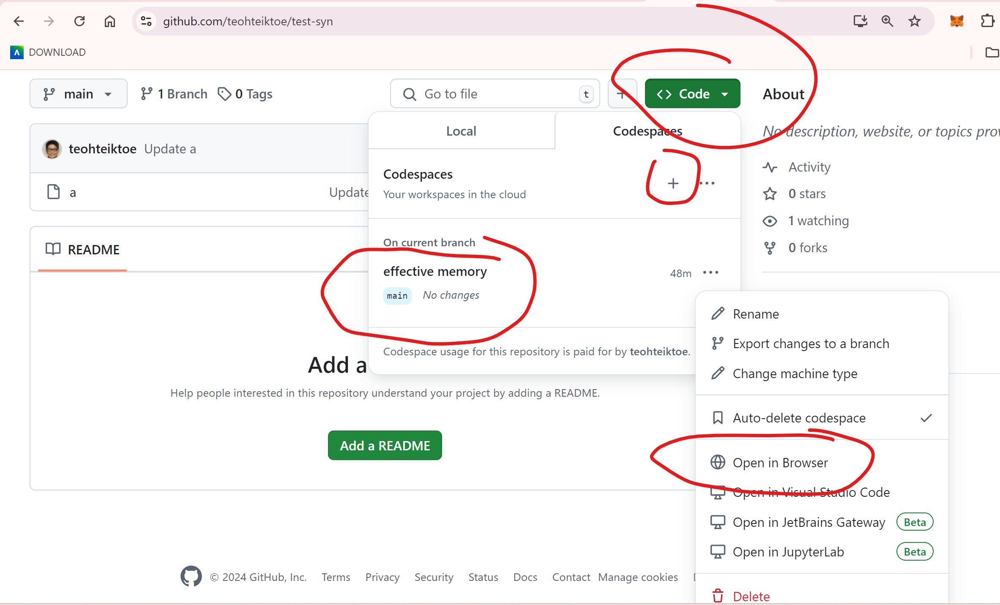 github.com/teohteiktoe/test-syn
DOWNLOAD
main
1 Branch
0 Tags
Go to file
t
Code
About
Local
Codespaces
No description, website, or topics
teohteiktoe Update a
Codespaces
Your workspaces in the cloud
Activity
a
Update
0 stars
1 watching
On current branch
README
0 forks
effective memory
48m
main No changes
Rename
Export changes to a branch
Codespace usage for this repository is paid for by teohteiktoe.
Add a
Change machine type
Help people interested in this repository understand your project by adding a README.
Auto-delete codespace
Add a README
Open in Browser
Open in Visual Studio Code
Open in JetBrains Gateway Beta
Open in JupyterLab Beta
© 2024 GitHub, Inc. Terms Privacy Security Status Docs Contact Manage cookies
Delete